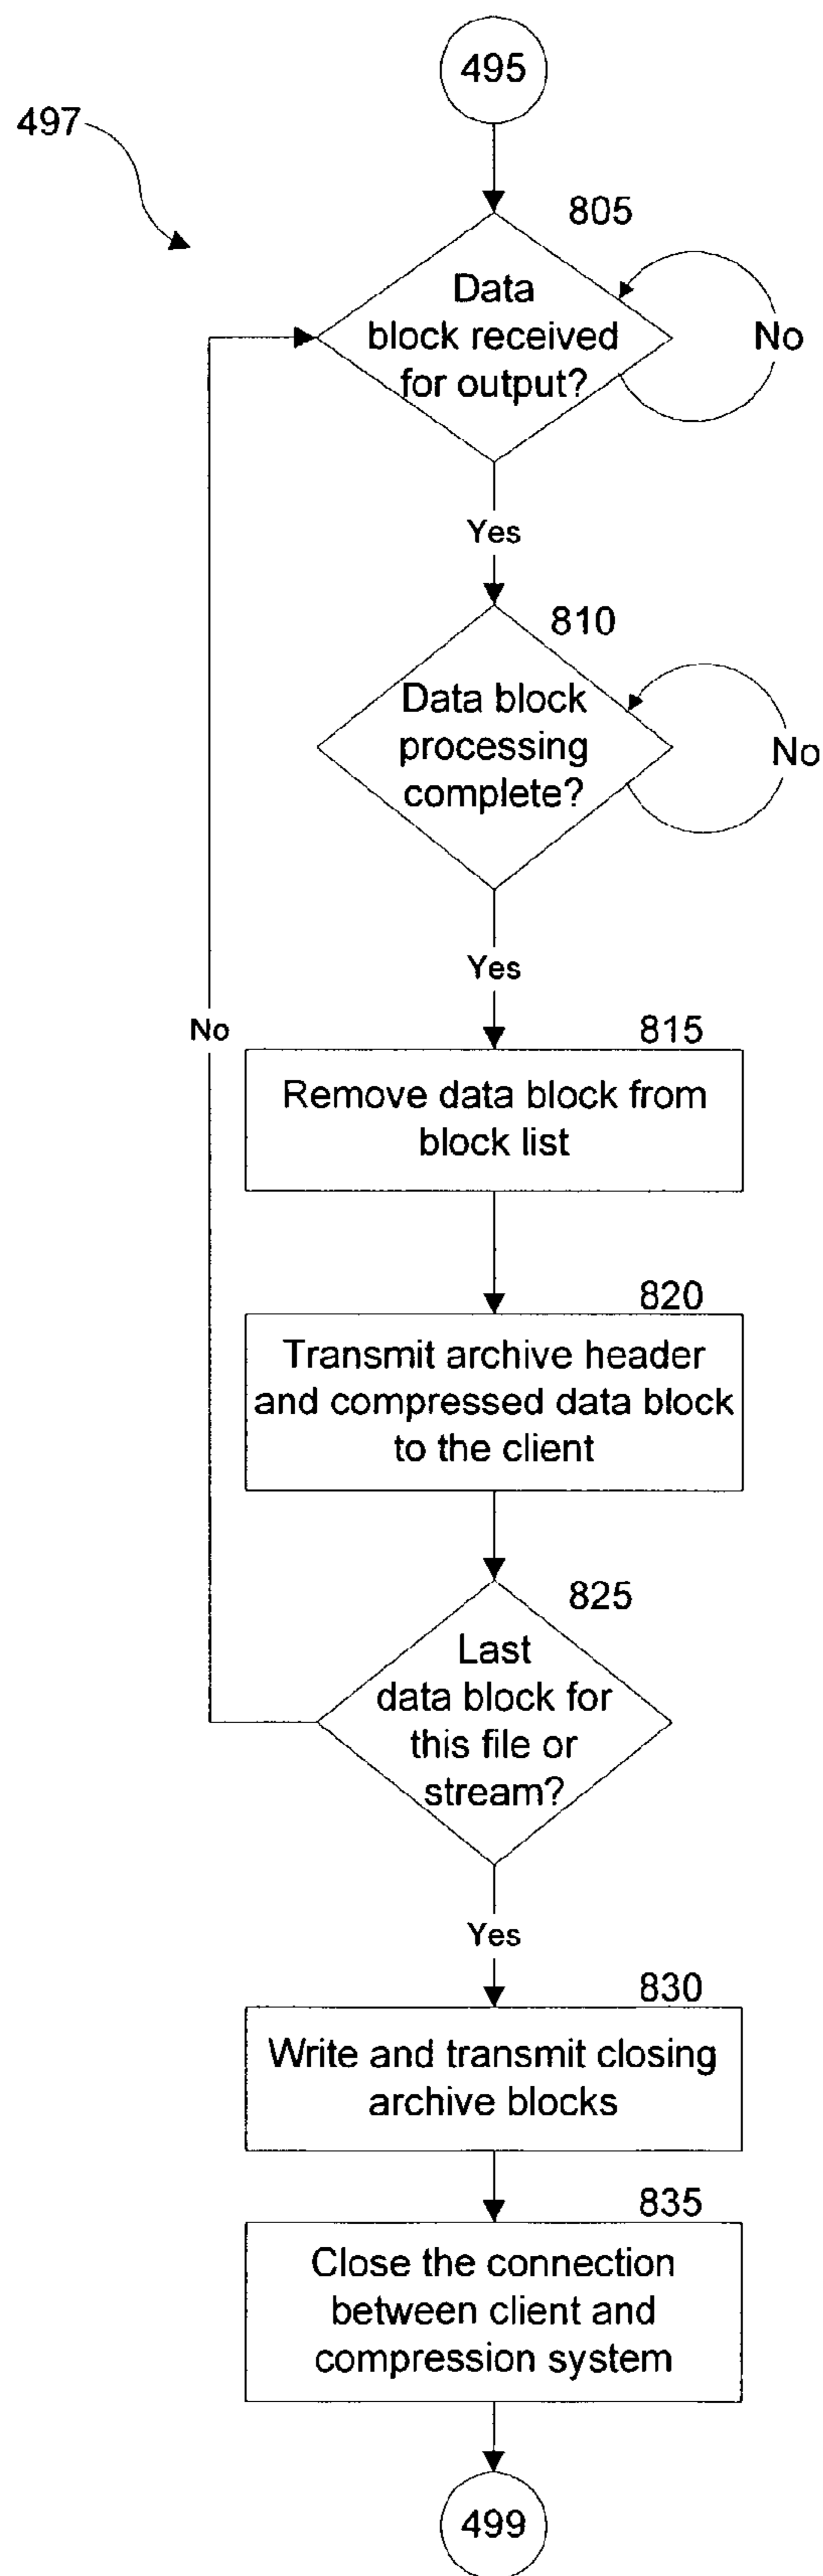 495
497
805
Data
block received
for output?
No
Yes
810
Data block
processing
complete?
No
Yes
No
815
Remove data block from
block list
820
Transmit archive header
and compressed data block
to the client
825
Last
data block for
this file or
stream?
Yes
830
Write and transmit closing
archive blocks
835
Close the connection
between client and
compression system
499